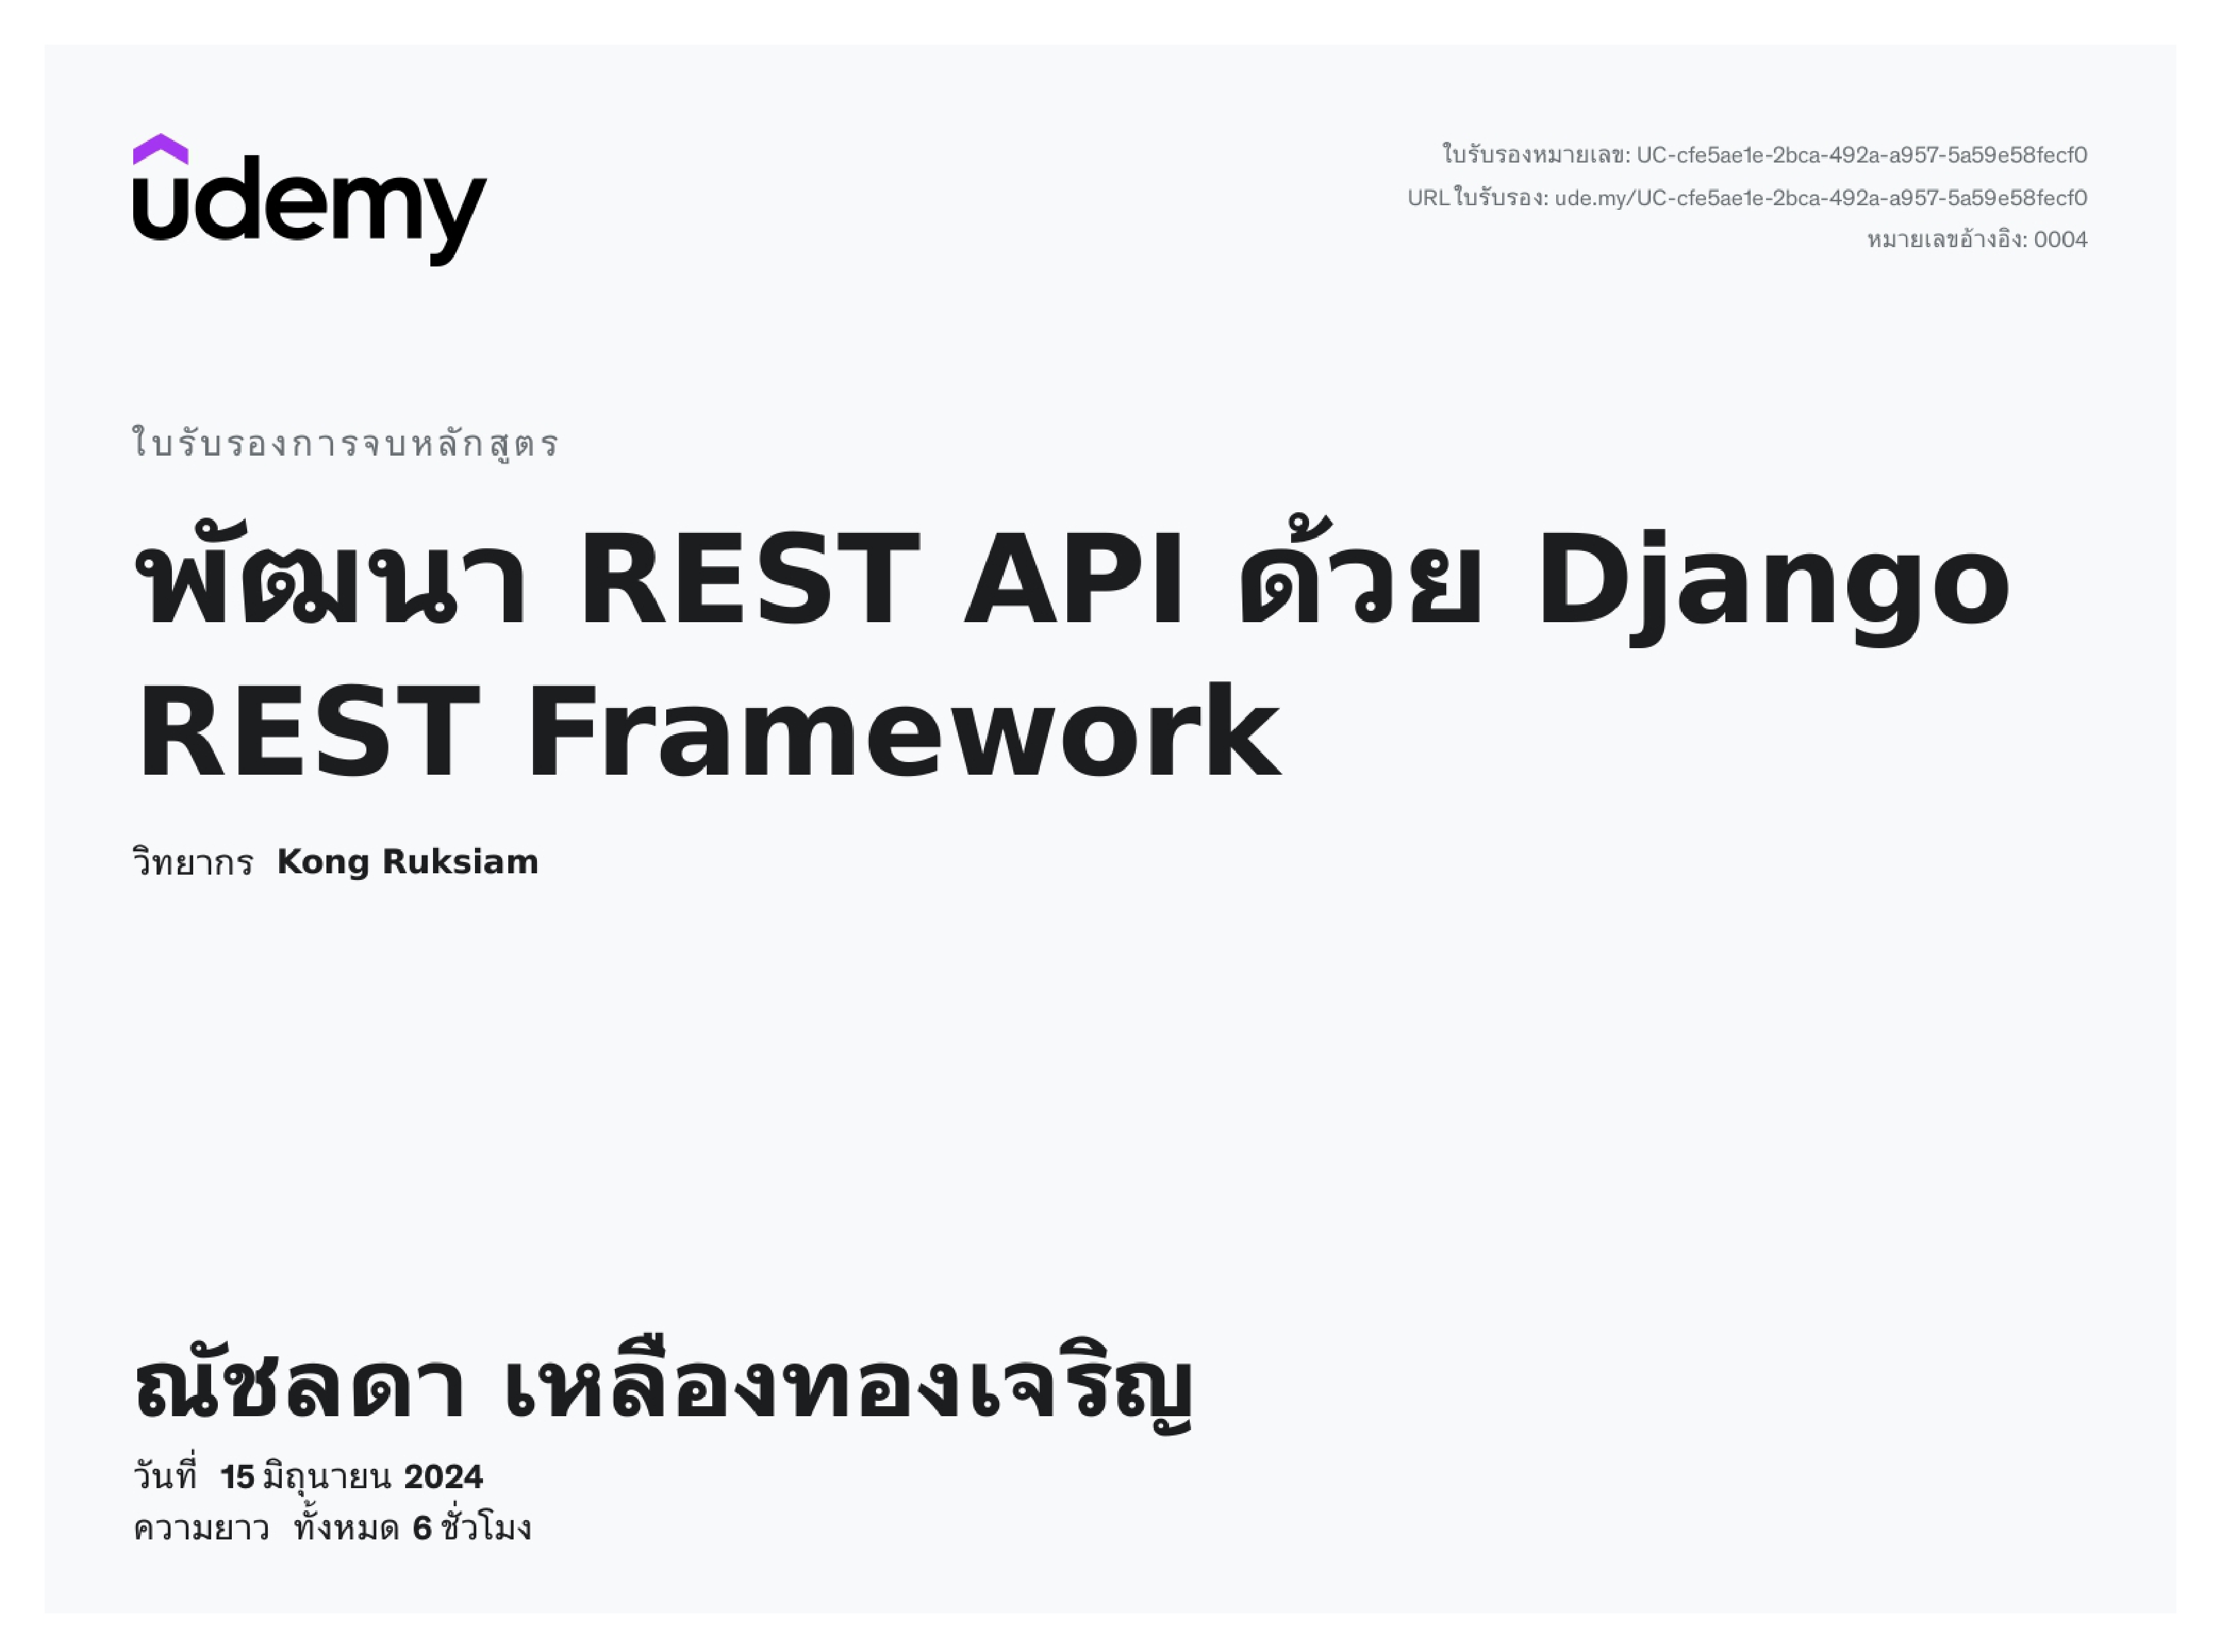 udemy
ใบรับรองหมายเลข: UC-cfe5ae1e-2bca-492a-a957-5a59e58fecf0
URL ใบรับรอง: ude.my/UC-cfe5ae1e-2bca-492a-a957-5a59e58fecf0
หมายเลขอ้างอิง: 0004
ใบรับรองการจบหลักสูตร
พัฒนา REST API ด้วย Django
REST Framework
วิทยากร Kong Ruksiam
ณัชลดา เหลืองทองเจริญ
วันที่ 15 มิถุนายน 2024
ความยาว ทั้งหมด 6 ชั่วโมง